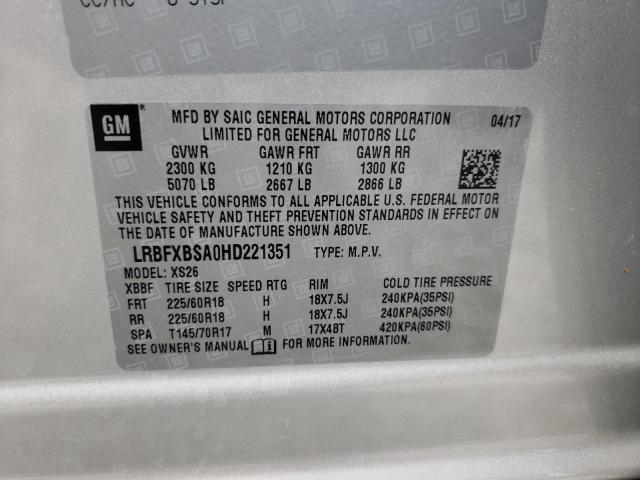 GM
MFD BY SAIC GENERAL MOTORS CORPORATION 04/17
LIMITED FOR GENERAL MOTORS LLC
GVWR GAWR FRT GAWR RR
2300 KG 1210 KG 1300 KG
5070 LB 2667 LB 2866 LB
THIS VEHICLE CONFORMS TO ALL APPLICABLE U.S. FEDERAL MOTOR
VEHICLE SAFETY AND THEFT PREVENTION STANDARDS IN EFFECT ON
THE DATE OF MANUFACTURE SHOWN ABOVE.
LRBFXBSA0HD221351 TYPE: M.P.V.
MODEL: XS26
XBBF TIRE SIZE SPEED RTG RIM COLD TIRE PRESSURE
FRT 225/60R18 H 18X7.5J 240KPA(35PSI)
RR 225/60R18 H 18X7.5J 240KPA(35PSI)
SPA T145/70R17 M 17X4BT 420KPA(60PSI)
SEE OWNER'S MANUAL FOR MORE INFORMATION.